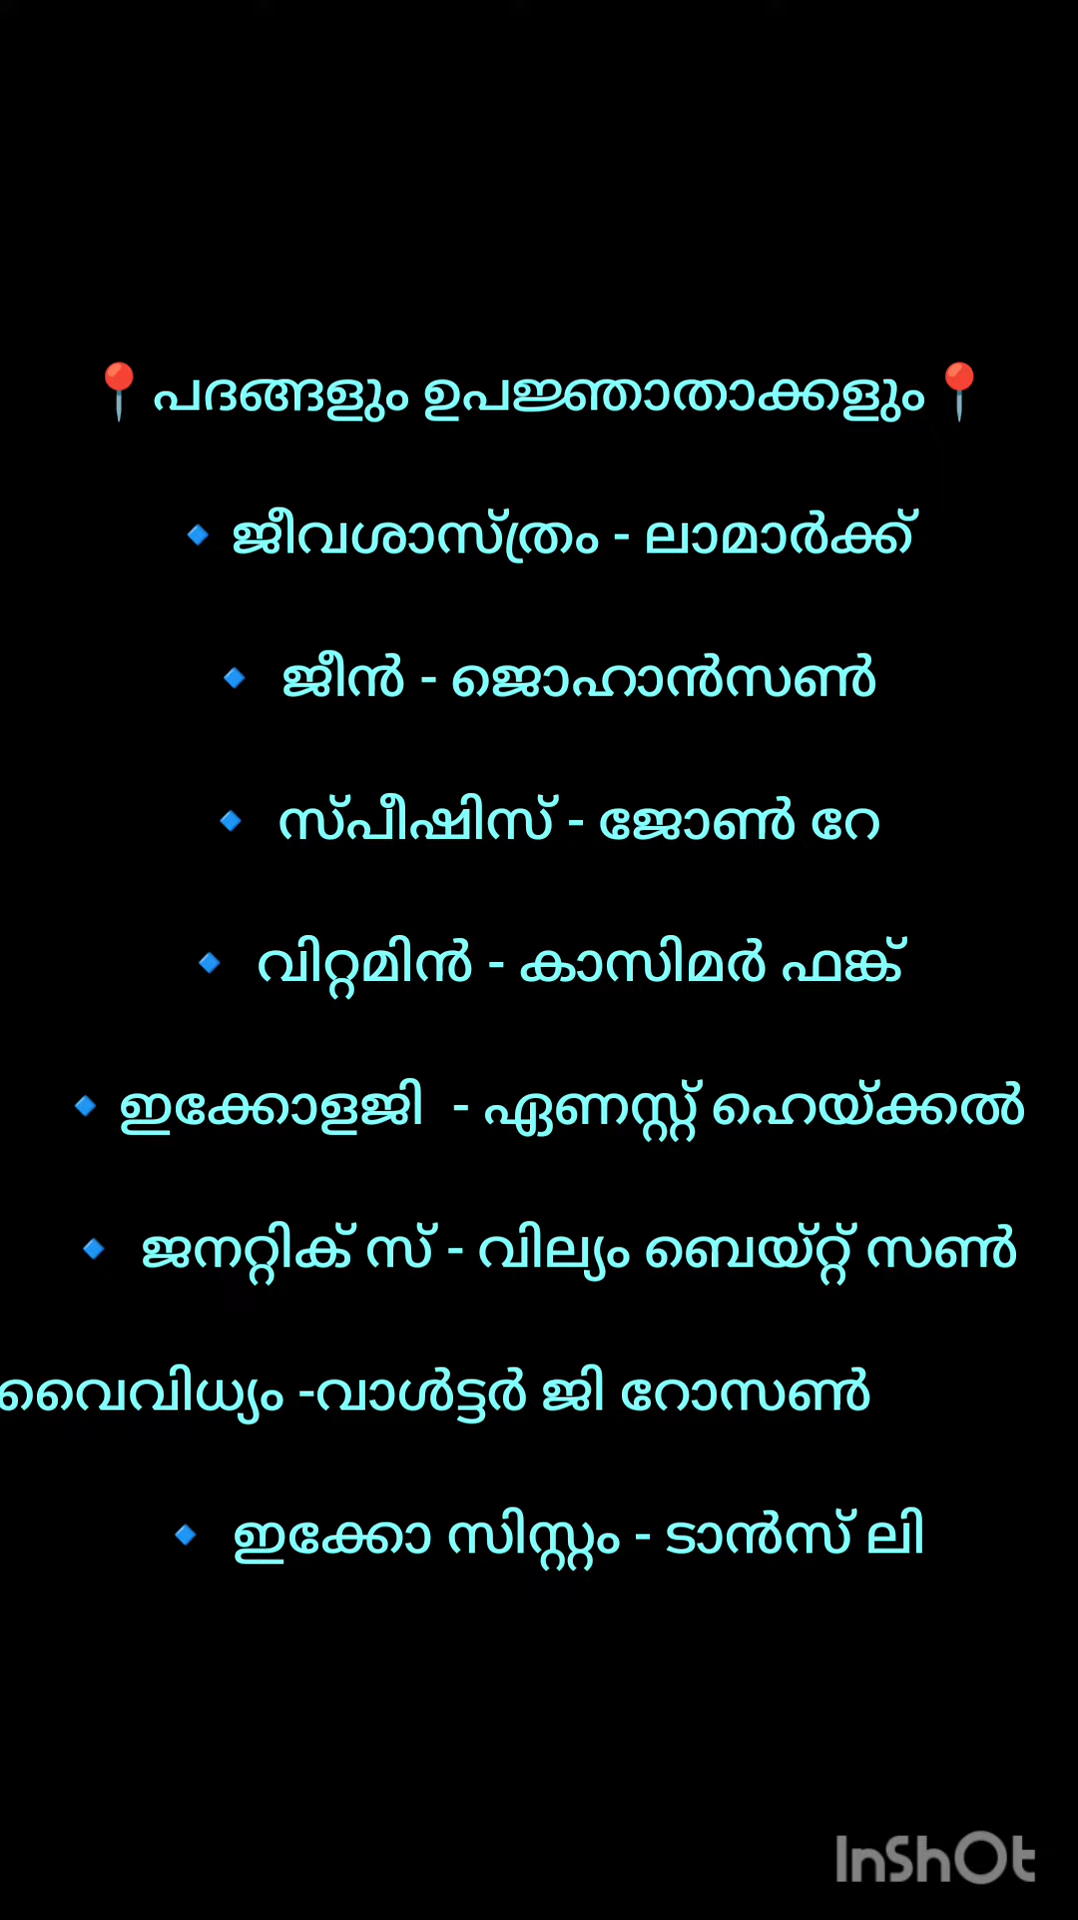 📍പദങ്ങളും ഉപജ്ഞാതാക്കളും📍
🔹ജീവശാസ്ത്രം - ലാമാർക്ക്
🔹 ജീൻ - ജൊഹാൻസൺ
🔹 സ്പീഷിസ് - ജോൺ റേ
🔹 വിറ്റമിൻ - കാസിമർ ഫങ്ക്
🔹ഇക്കോളജി - ഏണസ്റ്റ് ഹെയ്ക്കൽ
🔹 ജനറ്റിക് സ് - വില്യം ബെയ്റ്റ് സൺ
വൈവിധ്യം -വാൾട്ടർ ജി റോസൺ
🔹 ഇക്കോ സിസ്റ്റം - ടാൻസ് ലി
InShOt